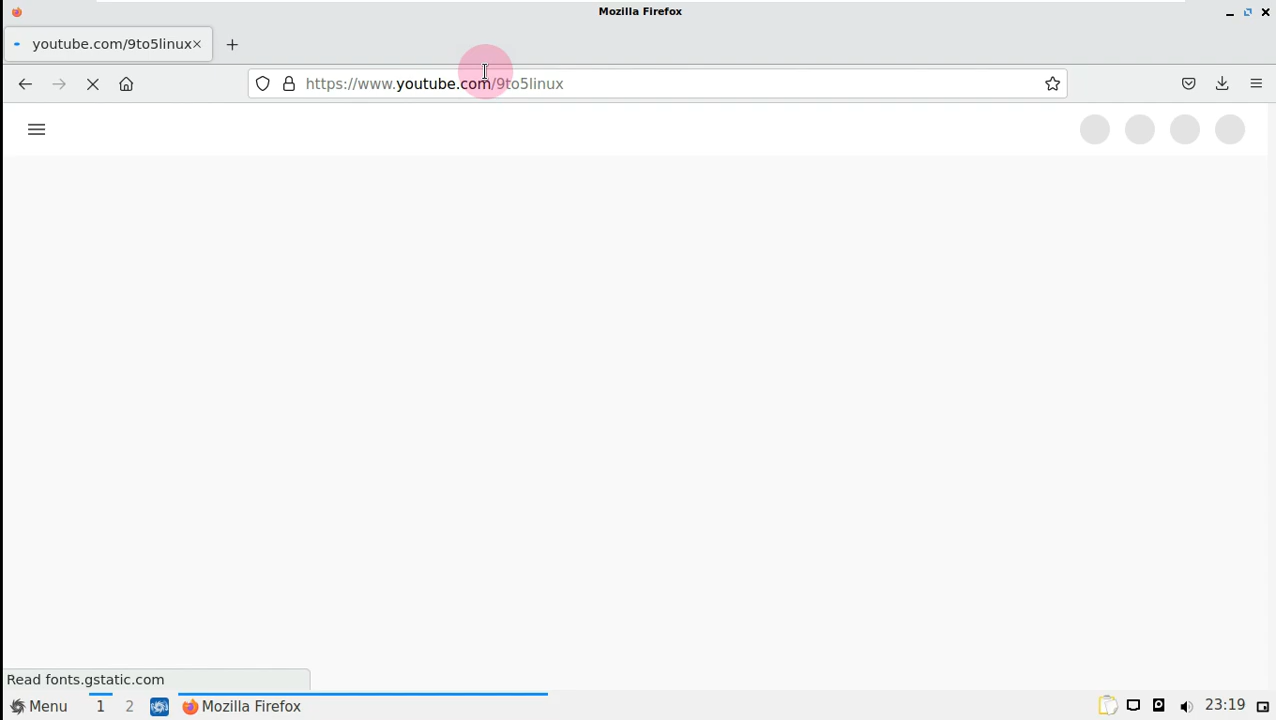 Mozilla Firefox
youtube.com/9to5linux
https://www.youtube.com/9to5linux
Read fonts.gstatic.com
Menu 1 2 Mozilla Firefox 23:19